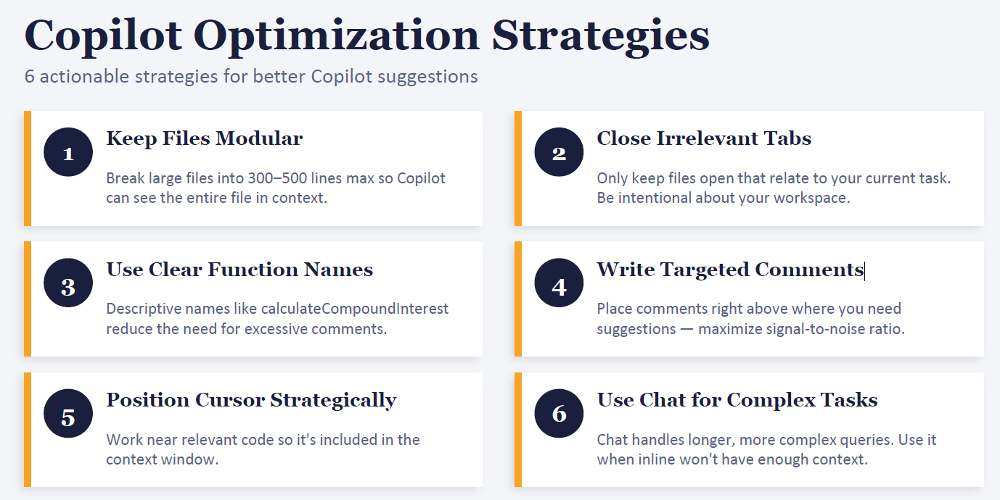 Copilot Optimization Strategies
6 actionable strategies for better Copilot suggestions
1
Keep Files Modular
Break large files into 300–500 lines max so Copilot
can see the entire file in context.
2
Close Irrelevant Tabs
Only keep files open that relate to your current task.
Be intentional about your workspace.
3
Use Clear Function Names
Descriptive names like calculateCompoundInterest
reduce the need for excessive comments.
4
Write Targeted Comments
Place comments right above where you need
suggestions — maximize signal-to-noise ratio.
5
Position Cursor Strategically
Work near relevant code so it's included in the
context window.
6
Use Chat for Complex Tasks
Chat handles longer, more complex queries. Use it
when inline won't have enough context.